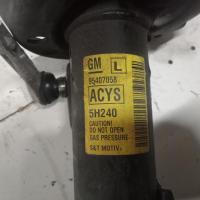 GM L
95407058
ACYS
5H240
CAUTION!
DO NOT OPEN
GAS PRESSURE
S&T MOTIV